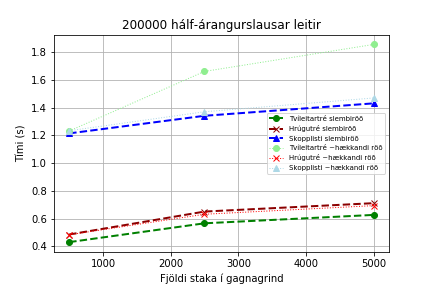 200000 hálf-árangurslausar leitir
1.8
1.6
1.4
1.2
1.0
0.8
0.6
0.4
Tími (s)
Tvíleitartré slembiröð
Hrúgutré slembiröð
Skopplisti slembiröð
Tvíleitartré ~hækkandi röð
Hrúgutré ~hækkandi röð
Skopplisti ~hækkandi röð
1000 2000 3000 4000 5000
Fjöldi staka í gagnagrind